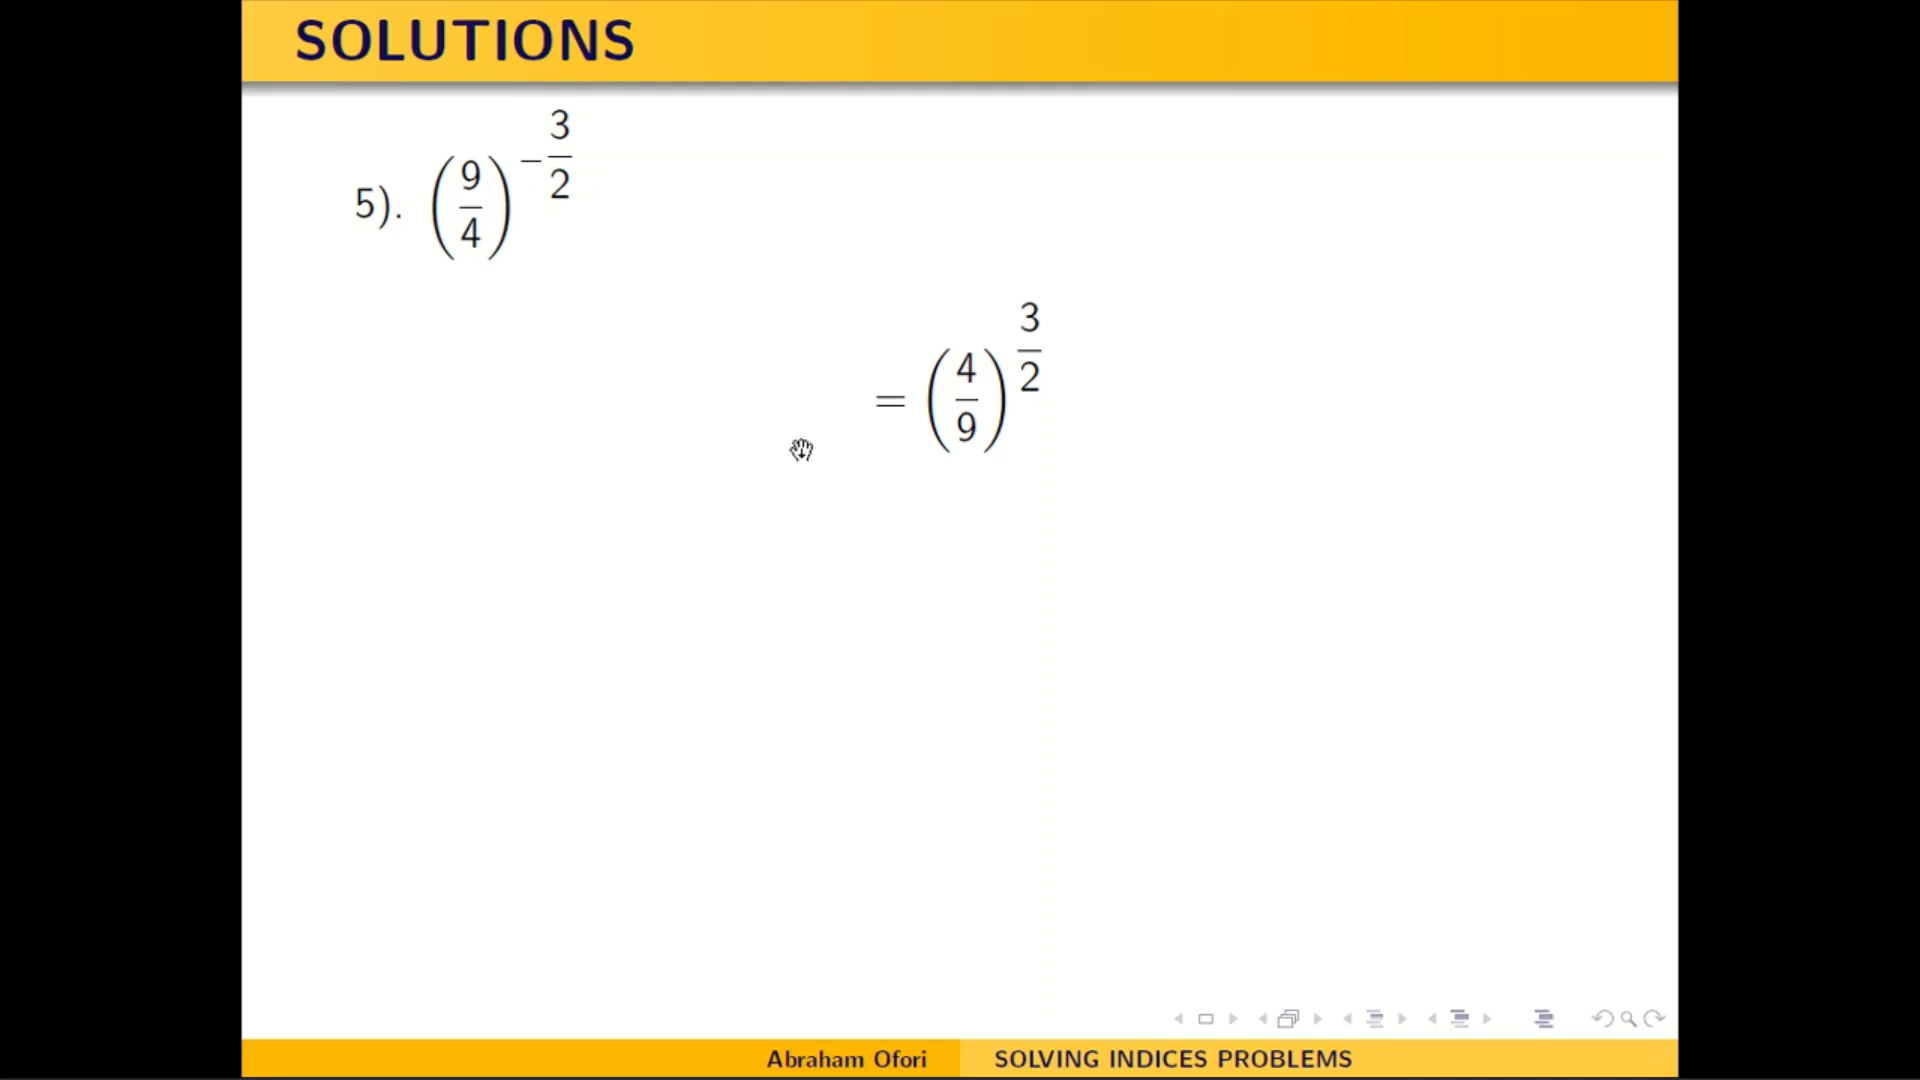 SOLUTIONS
5). (9/4)^(-3/2)
= (4/9)^(3/2)
Abraham Ofori SOLVING INDICES PROBLEMS